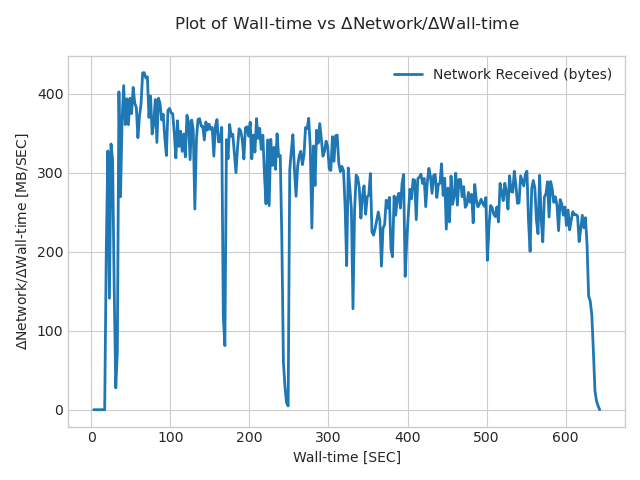 Plot of Wall-time vs ΔNetwork/ΔWall-time
Network Received (bytes)
ΔNetwork/ΔWall-time [MB/SEC]
400
300
200
100
0
0 100 200 300 400 500 600
Wall-time [SEC]